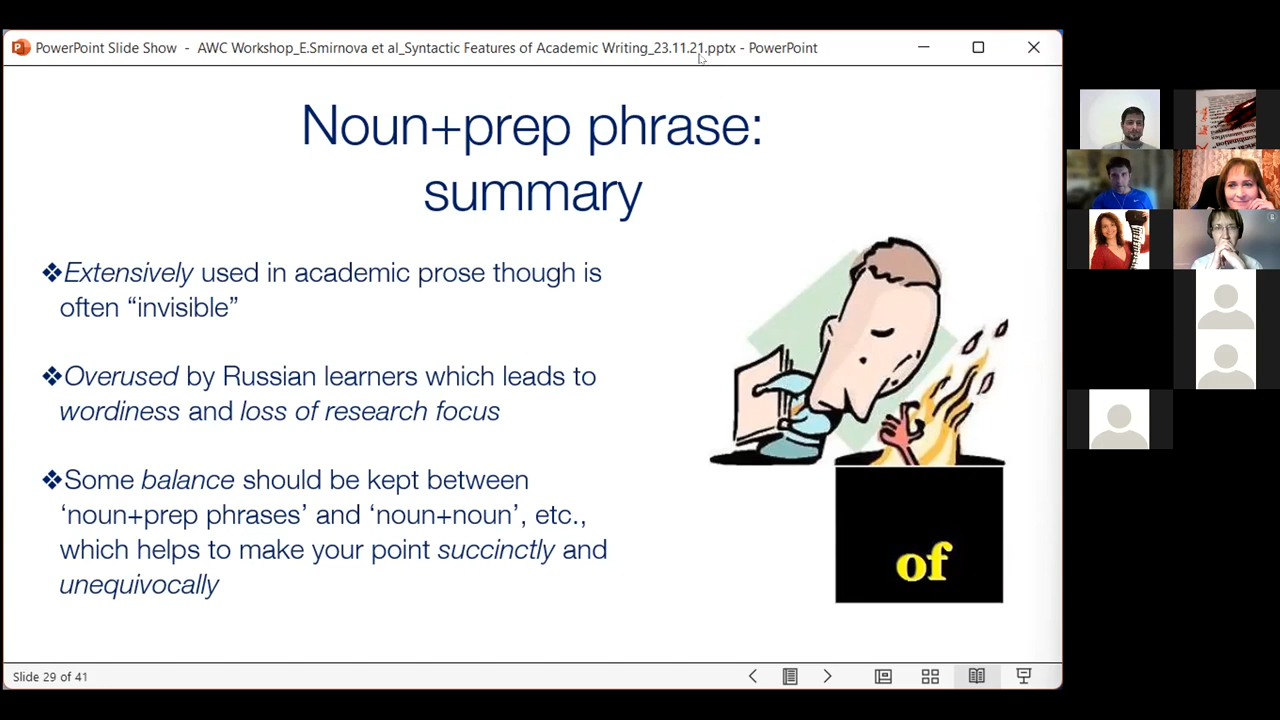 PowerPoint Slide Show - AWC Workshop_E.Smirnova et al_Syntactic Features of Academic Writing_23.11.21.pptx - PowerPoint
Noun+prep phrase:
summary
❖Extensively used in academic prose though is
often “invisible”
❖Overused by Russian learners which leads to
wordiness and loss of research focus
❖Some balance should be kept between
‘noun+prep phrases’ and ‘noun+noun’, etc.,
which helps to make your point succinctly and
unequivocally
of
Slide 29 of 41